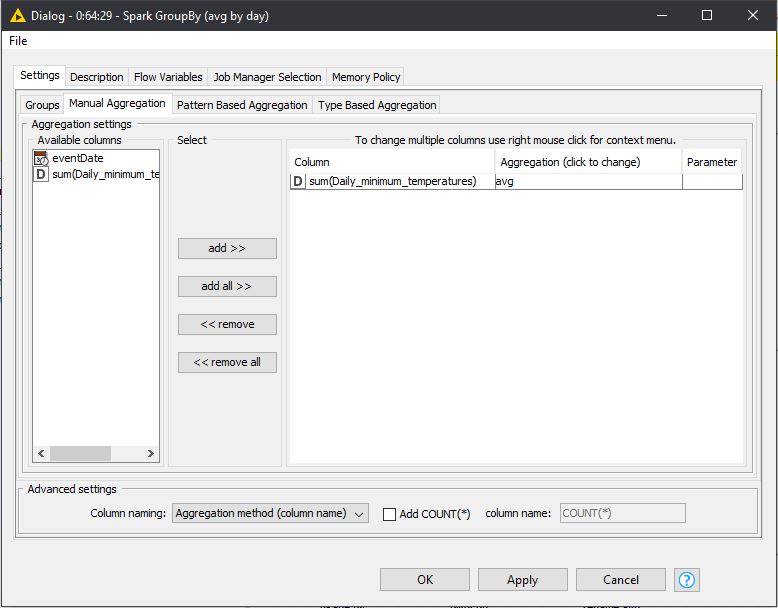 Dialog - 0:64:29 - Spark GroupBy (avg by day)
File
Settings Description Flow Variables Job Manager Selection Memory Policy
Groups Manual Aggregation Pattern Based Aggregation Type Based Aggregation
Aggregation settings
Available columns
eventDate
D sum(Daily_minimum_te
Select
add >>
add all >>
<< remove
<< remove all
To change multiple columns use right mouse click for context menu.
Column Aggregation (click to change) Parameter
D sum(Daily_minimum_temperatures) avg
Advanced settings
Column naming: Aggregation method (column name) Add COUNT(*) column name: COUNT(*)
OK Apply Cancel ?